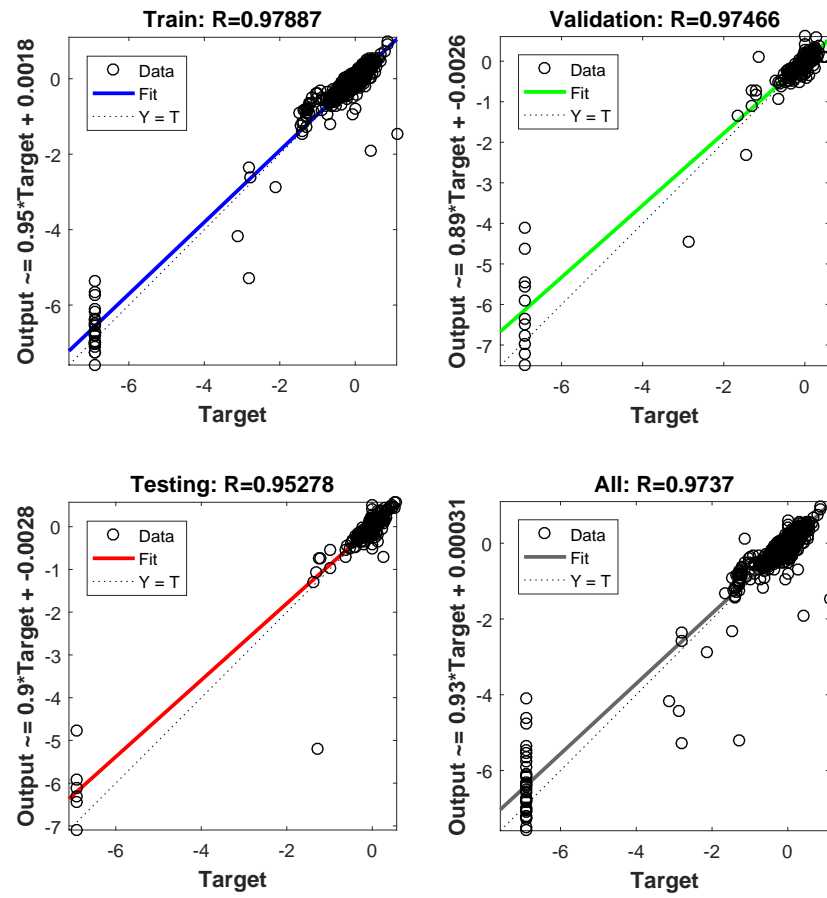 Train: R=0.97887
Output ~= 0.95*Target + 0.0018
0
-2
-4
-6
Data
Fit
Y = T
-6
-4
-2
0
Target
Validation: R=0.97466
Output ~= 0.89*Target + -0.0026
0
-1
-2
-3
-4
-5
-6
-7
Data
Fit
Y = T
-6
-4
-2
0
Target
Testing: R=0.95278
Output ~= 0.9*Target + -0.0028
0
-1
-2
-3
-4
-5
-6
-7
Data
Fit
Y = T
-6
-4
-2
0
Target
All: R=0.9737
Output ~= 0.93*Target + 0.00031
0
-2
-4
-6
Data
Fit
Y = T
-6
-4
-2
0
Target